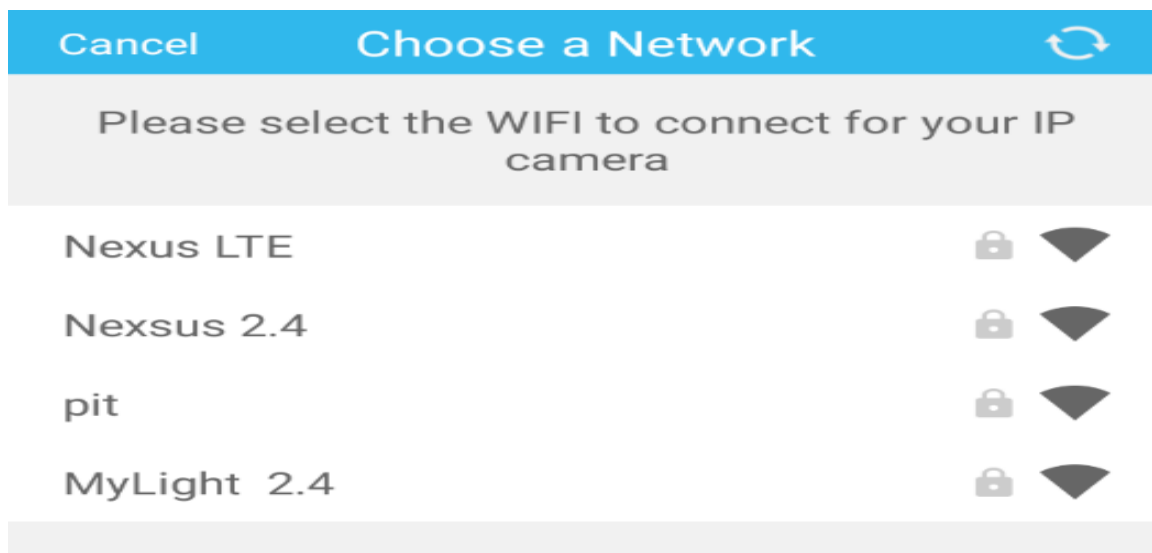 Cancel Choose a Network
Please select the WIFI to connect for your IP
camera
Nexus LTE
Nexsus 2.4
pit
MyLight  2.4